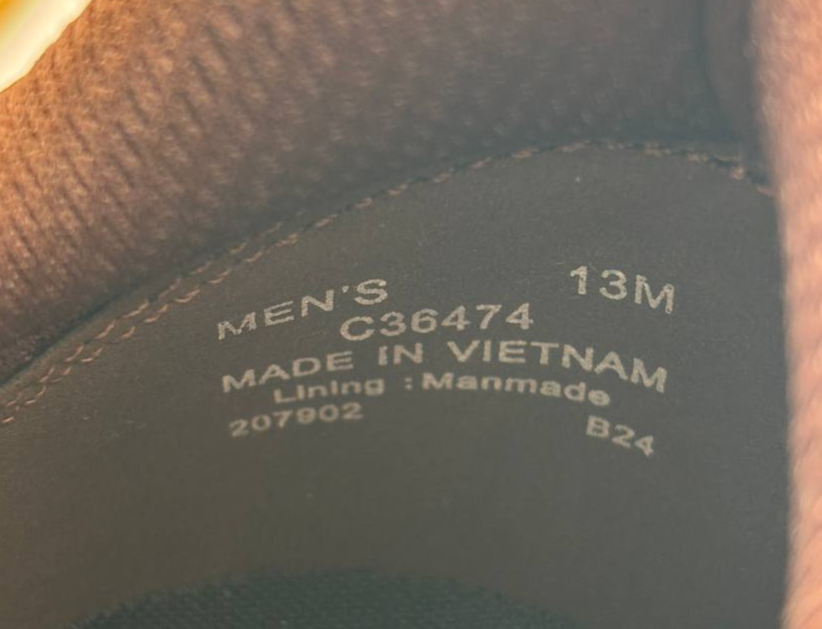 MEN'S 13M
C36474
MADE IN VIETNAM
Lining : Manmade
207902 B24